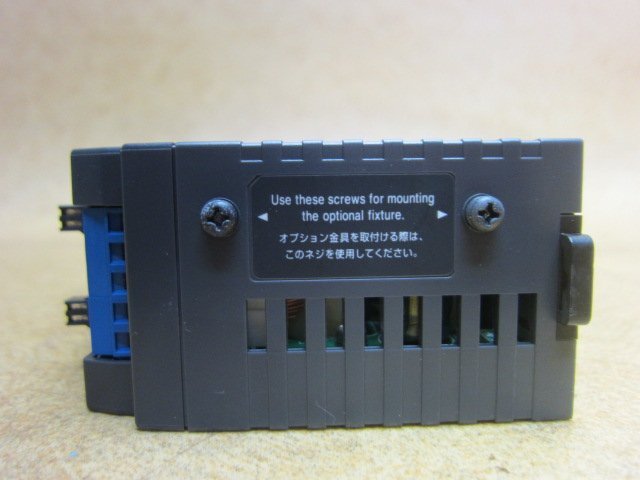 Use these screws for mounting
◀ the optional fixture. ▶
オプション金具を取付ける際は、
このネジを使用してください。